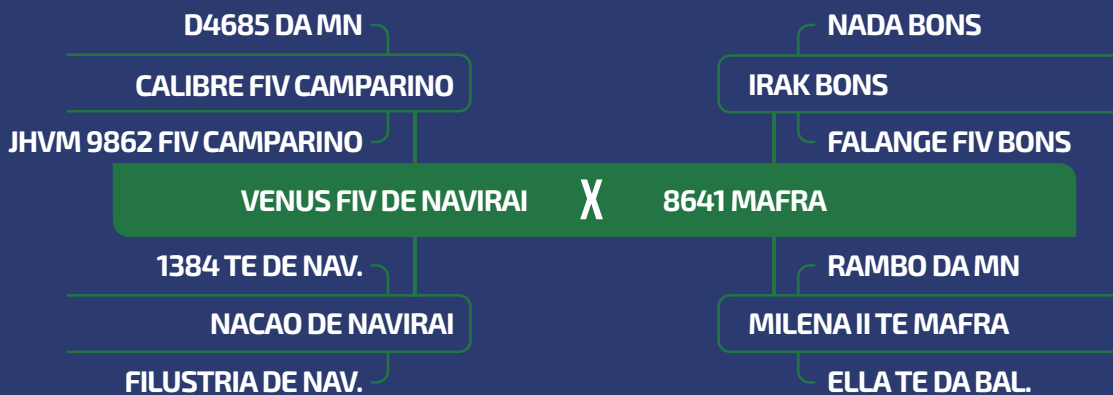 D4685 DA MN
NADA BONS
CALIBRE FIV CAMPARINO
IRAK BONS
JHVM 9862 FIV CAMPARINO
FALANGE FIV BONS
VENUS FIV DE NAVIRAI X 8641 MAFRA
1384 TE DE NAV.
RAMBO DA MN
NACAO DE NAVIRAI
MILENA II TE MAFRA
FILUSTRIA DE NAV.
ELLA TE DA BAL.